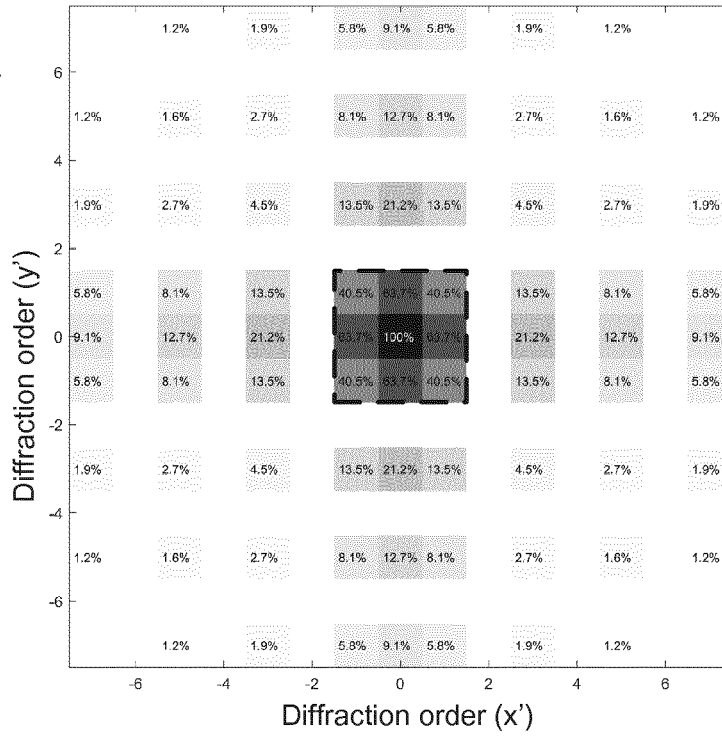 1.2% 1.9% 5.8% 9.1% 5.8% 1.9% 1.2%
6
1.2% 1.6% 2.7% 8.1% 12.7% 8.1% 2.7% 1.6% 1.2%
4
1.9% 2.7% 4.5% 13.5% 21.2% 13.5% 4.5% 2.7% 1.9%
2
5.8% 8.1% 13.5% 40.5% 63.7% 40.5% 13.5% 8.1% 5.8%
0 9.1% 12.7% 21.2% 63.7% 100% 63.7% 21.2% 12.7% 9.1%
5.8% 8.1% 13.5% 40.5% 63.7% 40.5% 13.5% 8.1% 5.8%
-2
1.9% 2.7% 4.5% 13.5% 21.2% 13.5% 4.5% 2.7% 1.9%
-4
1.2% 1.6% 2.7% 8.1% 12.7% 8.1% 2.7% 1.6% 1.2%
-6
1.2% 1.9% 5.8% 9.1% 5.8% 1.9% 1.2%
-6 -4 -2 0 2 4 6
Diffraction order (x')
Diffraction order (y')